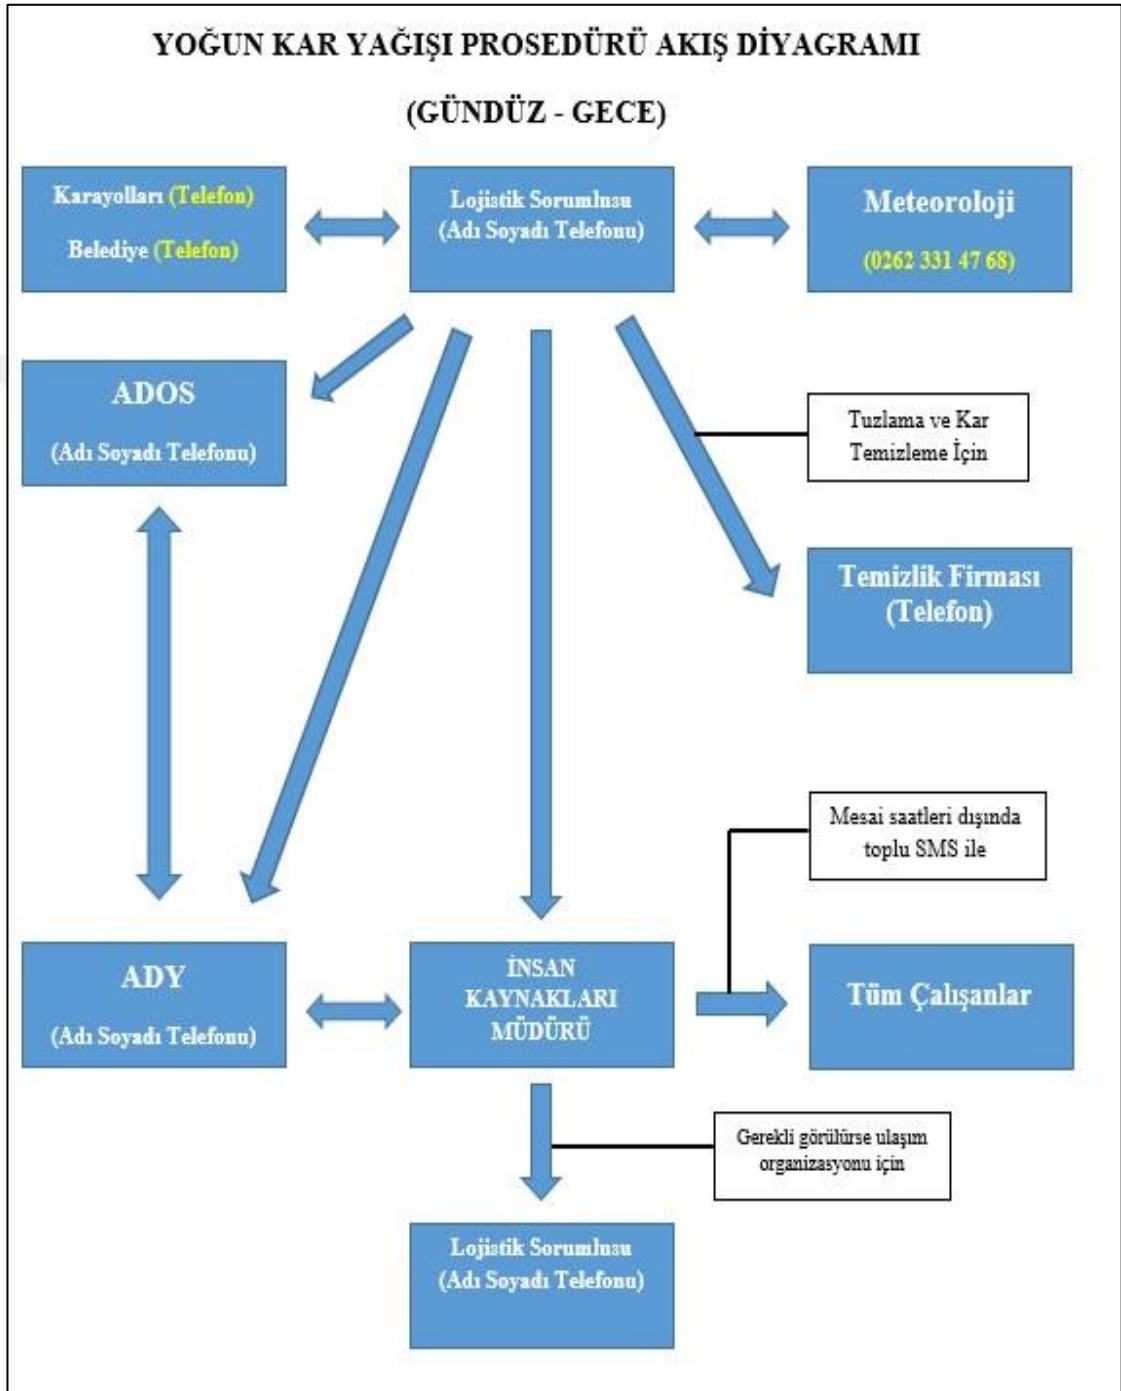 YOĞUN KAR YAĞIŞI PROSEDÜRÜ AKIŞ DİYAGRAMI
(GÜNDÜZ - GECE)
Karayolları (Telefon)
Belediye (Telefon)
Lojistik Sorumlusu
(Adı Soyadı Telefonu)
Meteoroloji
(0262 331 47 68)
ADOS
(Adı Soyadı Telefonu)
Tuzlama ve Kar
Temizleme İçin
Temizlik Firması
(Telefon)
Mesai saatleri dışında
toplu SMS ile
ADY
(Adı Soyadı Telefonu)
İNSAN
KAYNAKLARI
MÜDÜRÜ
Tüm Çalışanlar
Gerekli görülürse ulaşım
organizasyonu için
Lojistik Sorumlusu
(Adı Soyadı Telefonu)